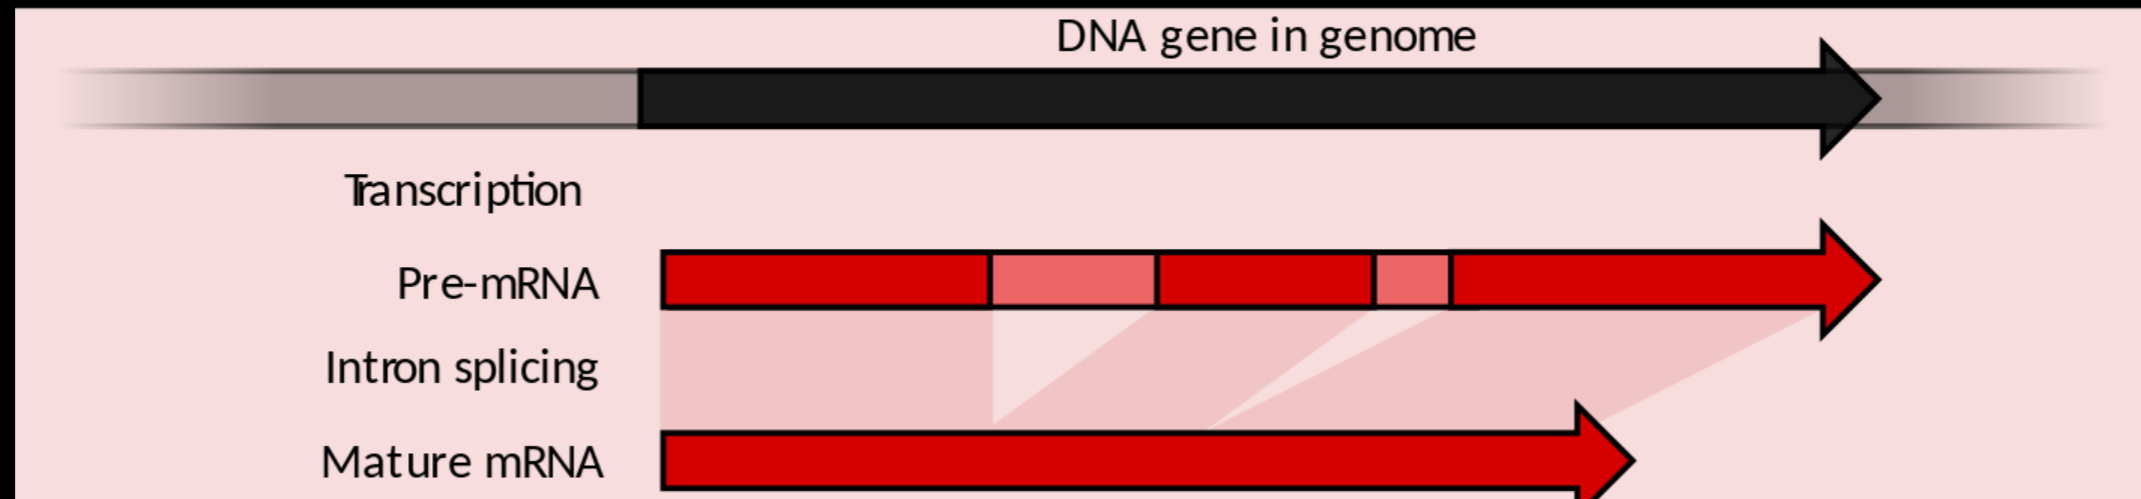 DNA gene in genome
Transcription
Pre-mRNA
Intron splicing
Mature mRNA